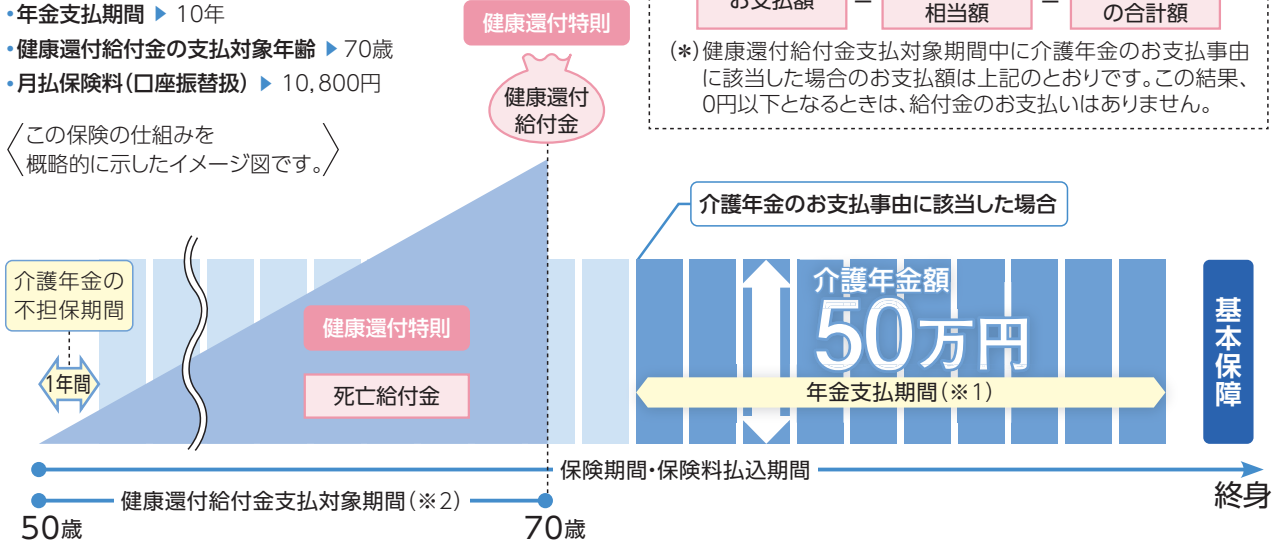 •年金支払期間 ▶ 10年
•健康還付給付金の支払対象年齢 ▶ 70歳
•月払保険料(口座振替扱) ▶ 10,800円
〈この保険の仕組みを
概略的に示したイメージ図です。〉
健康還付特則
健康還付
給付金
お支払額
−
相当額
−
の合計額
(*)健康還付給付金支払対象期間中に介護年金のお支払事由
に該当した場合のお支払額は上記のとおりです。この結果、
0円以下となるときは、給付金のお支払いはありません。
介護年金のお支払事由に該当した場合
介護年金の
不担保期間
1年間
健康還付特則
死亡給付金
介護年金額
50万円
年金支払期間(※1)
基本保障
保険期間・保険料払込期間
終身
健康還付給付金支払対象期間(※2)
50歳
70歳